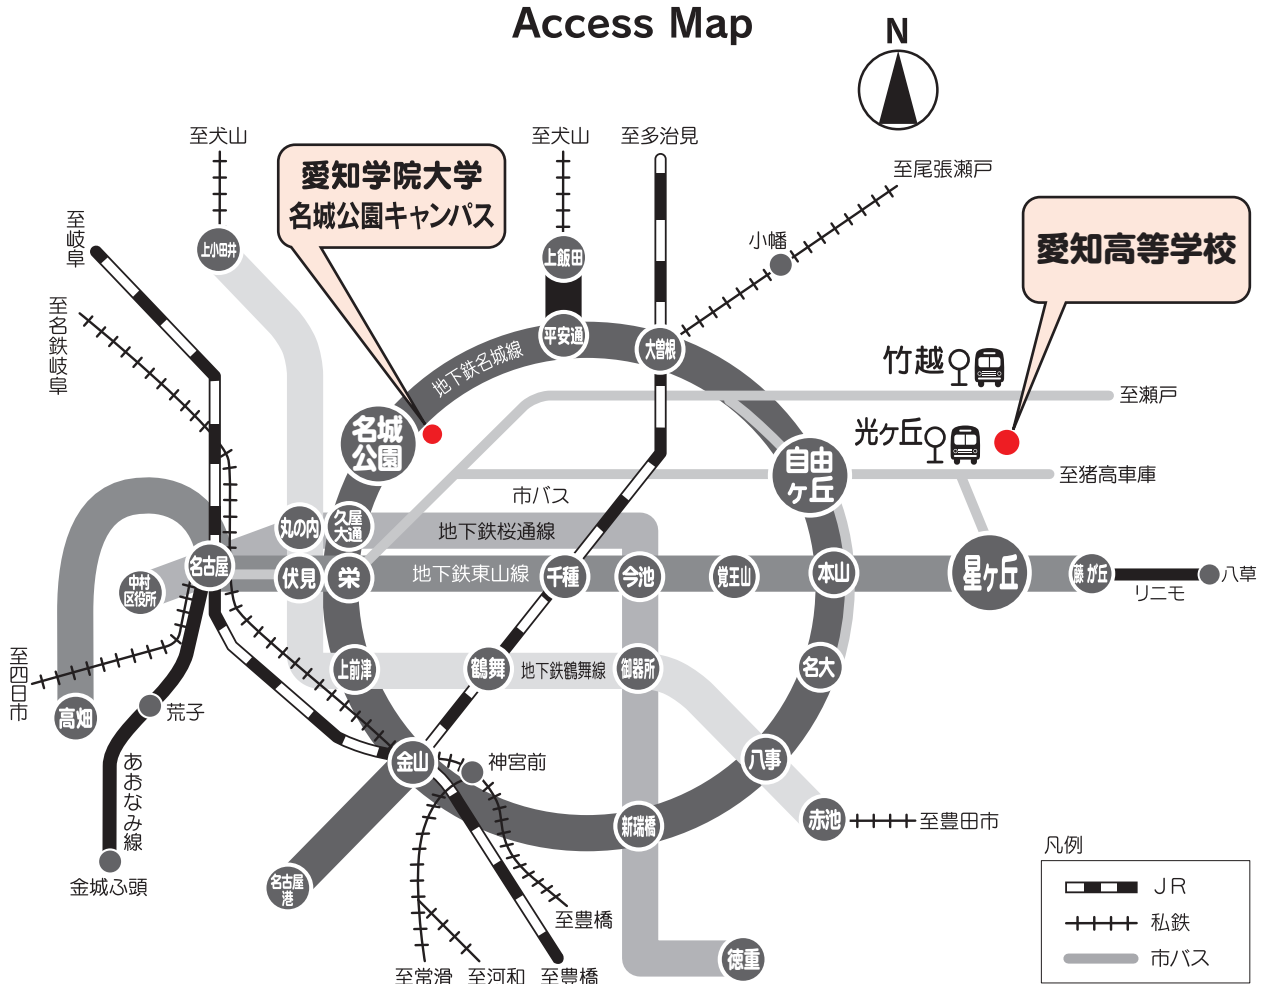 Access Map
N
至犬山
至犬山
至多治見
至尾張瀬戸
愛知学院大学
名城公園キャンパス
愛知高等学校
至岐阜
至名鉄岐阜
上小田井
上飯田
小幡
平安通
大曽根
地下鉄名城線
竹越
至瀬戸
名城
公園
光ヶ丘
自由
ヶ丘
至猪高車庫
市バス
丸の内
久屋
大通
地下鉄桜通線
名古屋
中村
区役所
伏見
栄
地下鉄東山線
千種
今池
覚王山
本山
星ヶ丘
藤が丘
リニモ
八草
至四日市
高畑
荒子
上前津
鶴舞
地下鉄鶴舞線
御器所
名大
あおなみ線
金山
神宮前
八事
赤池
至豊田市
新瑞橋
金城ふ頭
名古屋
港
至豊橋
徳重
至常滑
至河和
至豊橋
凡例
JR
私鉄
市バス